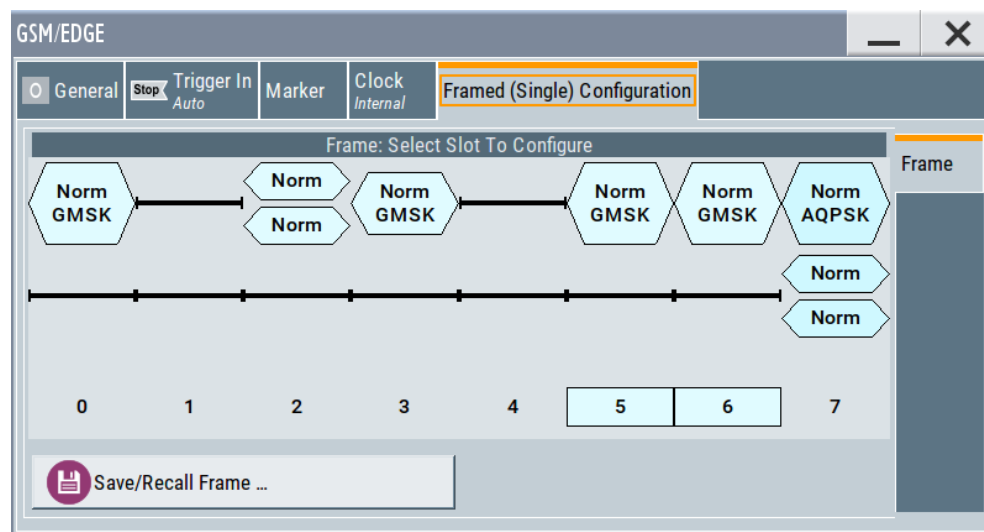 GSM/EDGE
O General
Stop Trigger In
Auto
Marker
Clock
Internal
Framed (Single) Configuration
Frame: Select Slot To Configure
Frame
Norm
GMSK
Norm
Norm
Norm
GMSK
Norm
GMSK
Norm
GMSK
Norm
AQPSK
Norm
Norm
0 1 2 3 4 5 6 7
Save/Recall Frame ...